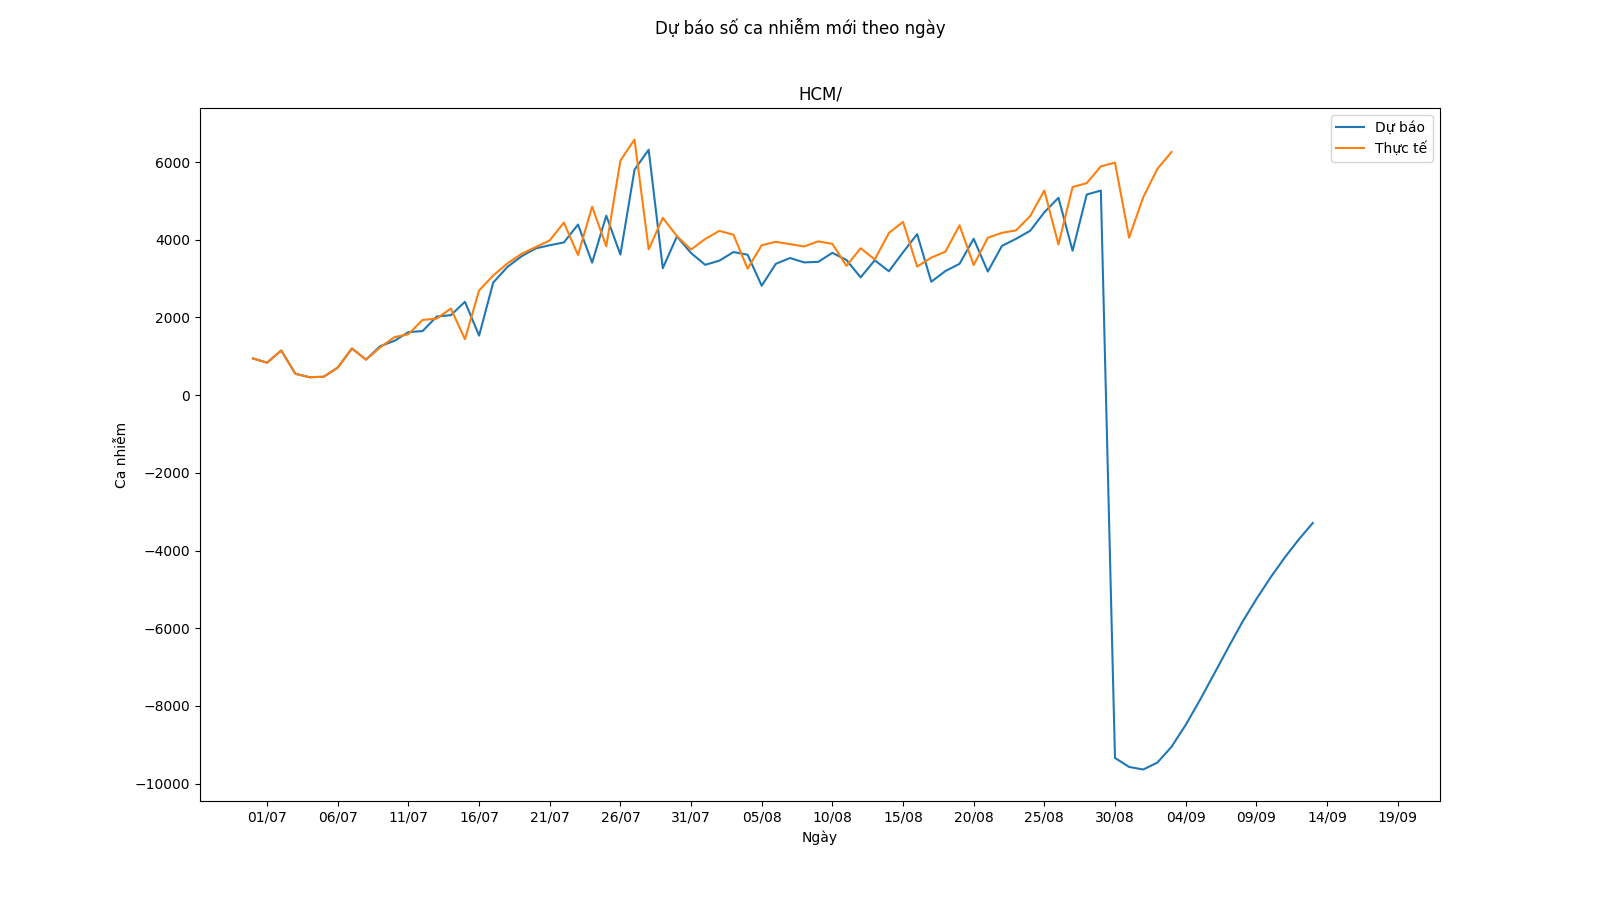 Dự báo số ca nhiễm mới theo ngày
HCM/
Dự báo
Thực tế
Ca nhiễm
6000
4000
2000
0
−2000
−4000
−6000
−8000
−10000
01/07 06/07 11/07 16/07 21/07 26/07 31/07 05/08 10/08 15/08 20/08 25/08 30/08 04/09 09/09 14/09 19/09
Ngày